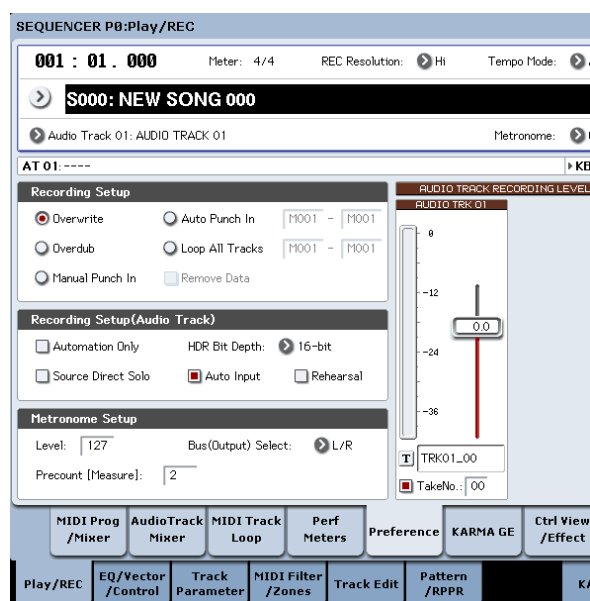 SEQUENCER P0:Play/REC
001 : 01 . 000 Meter: 4/4 REC Resolution: Hi Tempo Mode:
S000: NEW SONG 000
Audio Track 01: AUDIO TRACK 01 Metronome:
AT 01:----
Recording Setup
AUDIO TRACK RECORDING LEVEL
AUDIO TRK 01
Overwrite Auto Punch In M001 - M001
Overdub Loop All Tracks M001 - M001
Manual Punch In Remove Data
0
-12
-24
-36
0.0
Recording Setup(Audio Track)
Automation Only HDR Bit Depth: 16-bit
Source Direct Solo Auto Input Rehearsal
Metronome Setup
Level: 127 Bus(Output) Select: L/R
Precount [Measure]: 2
T TRK01_00
TakeNo.: 00
MIDI Prog /Mixer
AudioTrack Mixer
MIDI Track Loop
Perf Meters
Preference
KARMA GE
Ctrl View /Effect
Play/REC
EQ/Vector /Control
Track Parameter
MIDI Filter /Zones
Track Edit
Pattern /RPPR